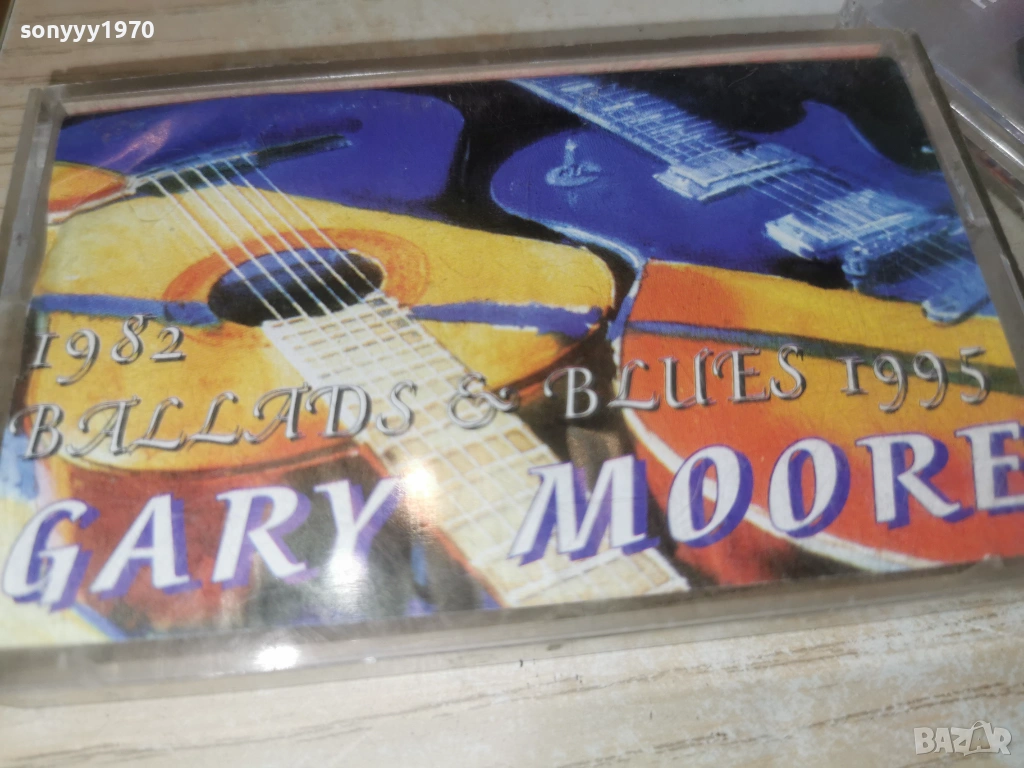 sonyyy1970
1982
BALLADS & BLUES 1995
GARY MOORE
BAZAR